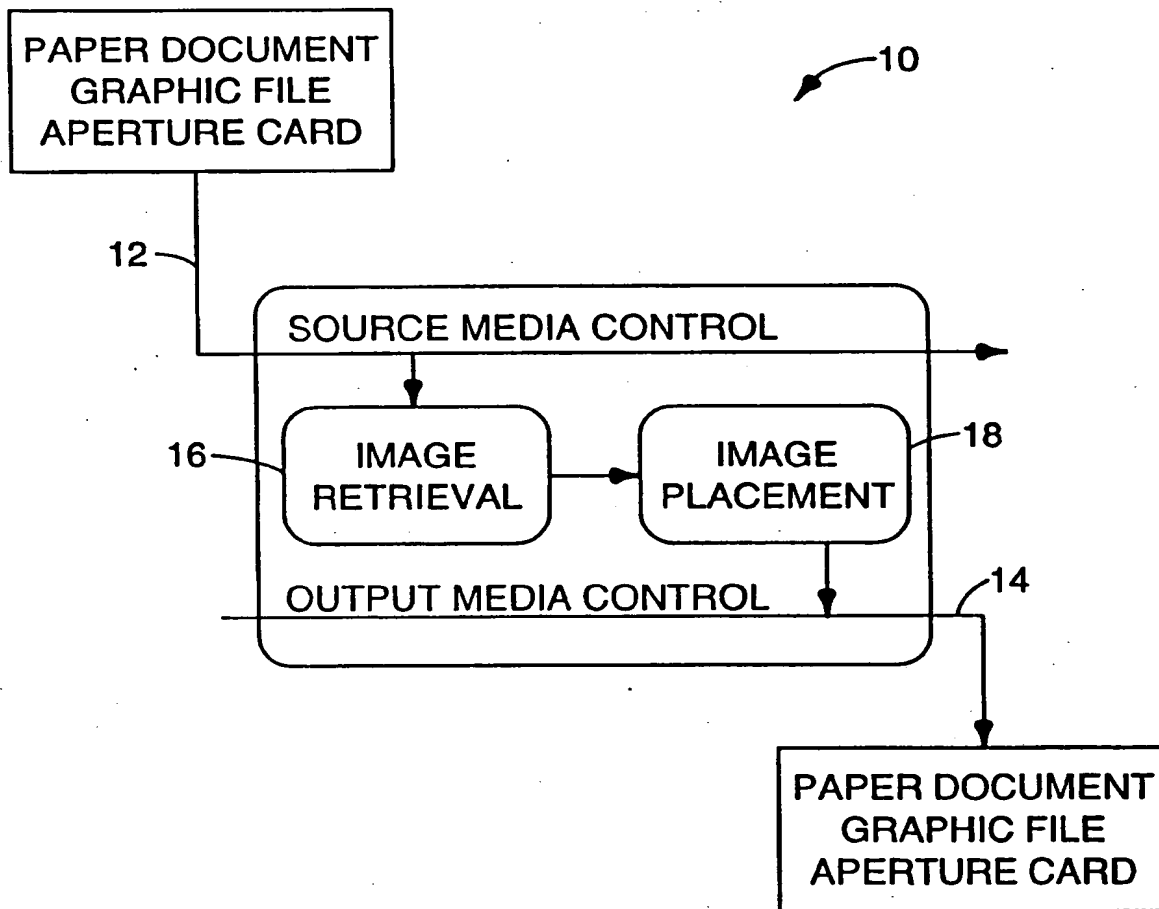 PAPER DOCUMENT
GRAPHIC FILE
APERTURE CARD
10
12
SOURCE MEDIA CONTROL
16
IMAGE
RETRIEVAL
IMAGE
PLACEMENT
18
OUTPUT MEDIA CONTROL
14
PAPER DOCUMENT
GRAPHIC FILE
APERTURE CARD